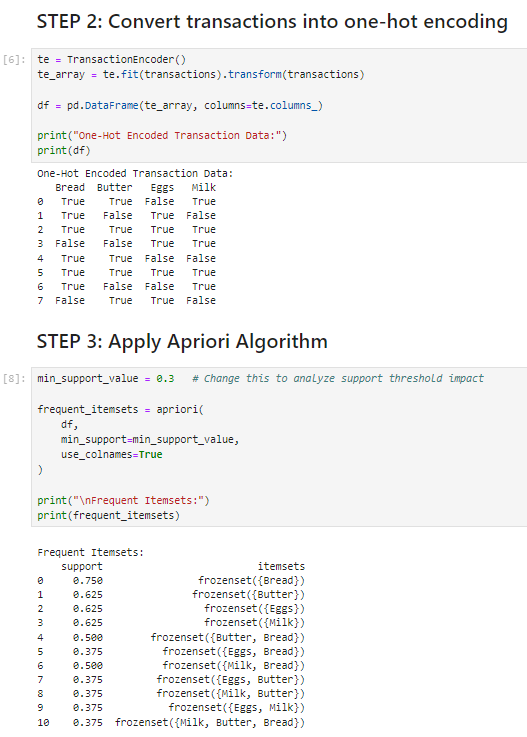 STEP 2: Convert transactions into one-hot encoding
[6]: te = TransactionEncoder()
te_array = te.fit(transactions).transform(transactions)
df = pd.DataFrame(te_array, columns=te.columns_)
print("One-Hot Encoded Transaction Data:")
print(df)
One-Hot Encoded Transaction Data:
Bread Butter Eggs Milk
0 True True False True
1 True False True False
2 True True True True
3 False False True True
4 True True False False
5 True True True True
6 True False False True
7 False True True False
STEP 3: Apply Apriori Algorithm
[8]: min_support_value = 0.3 # Change this to analyze support threshold impact
frequent_itemsets = apriori(
df,
min_support=min_support_value,
use_colnames=True
)
print("\nFrequent Itemsets:")
print(frequent_itemsets)
Frequent Itemsets:
support itemsets
0 0.750 frozenset({Bread})
1 0.625 frozenset({Butter})
2 0.625 frozenset({Eggs})
3 0.625 frozenset({Milk})
4 0.500 frozenset({Butter, Bread})
5 0.375 frozenset({Eggs, Bread})
6 0.500 frozenset({Milk, Bread})
7 0.375 frozenset({Eggs, Butter})
8 0.375 frozenset({Milk, Butter})
9 0.375 frozenset({Eggs, Milk})
10 0.375 frozenset({Milk, Butter, Bread})